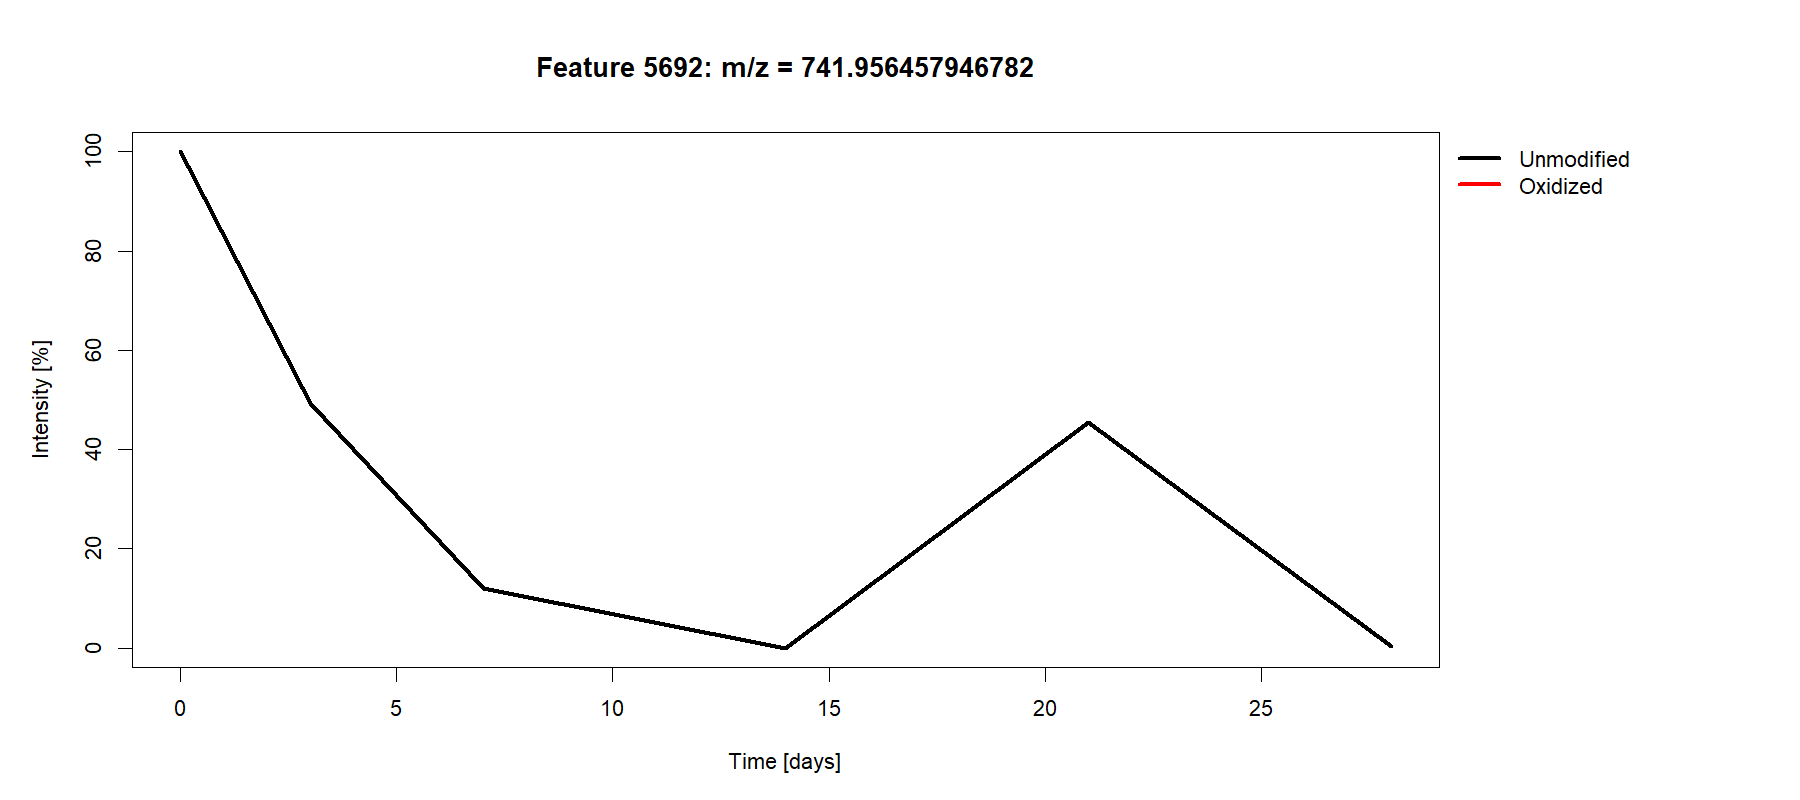 Feature 5692: m/z = 741.956457946782
Unmodified
Oxidized
Intensity [%]
100
80
60
40
20
0
0 5 10 15 20 25
Time [days]